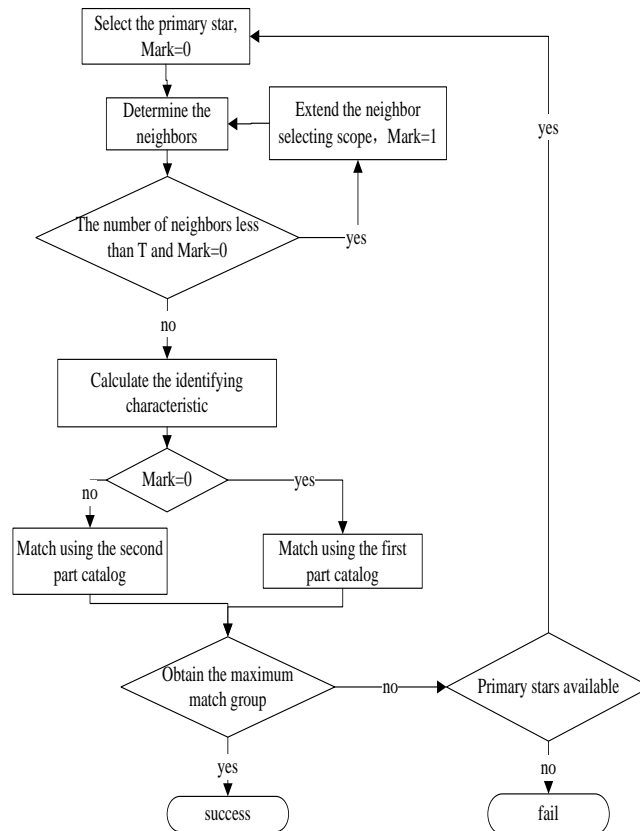 Select the primary star,
Mark=0
yes
Determine the
neighbors
Extend the neighbor
selecting scope，Mark=1
The number of neighbors less
than T and Mark=0
yes
no
Calculate the identifying
characteristic
Mark=0
no
yes
Match using the second
part catalog
Match using the first
part catalog
Obtain the maximum
match group
no
Primary stars available
yes
no
success
fail